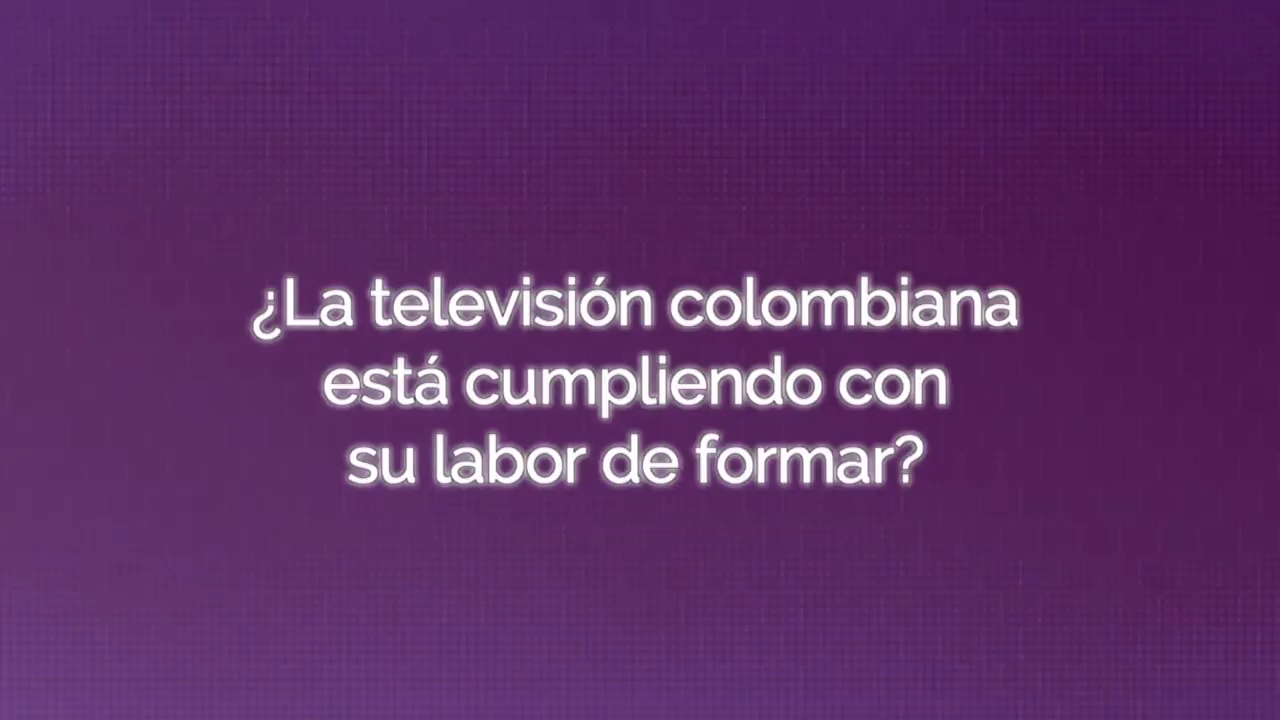 ¿La televisión colombiana
está cumpliendo con
su labor de formar?